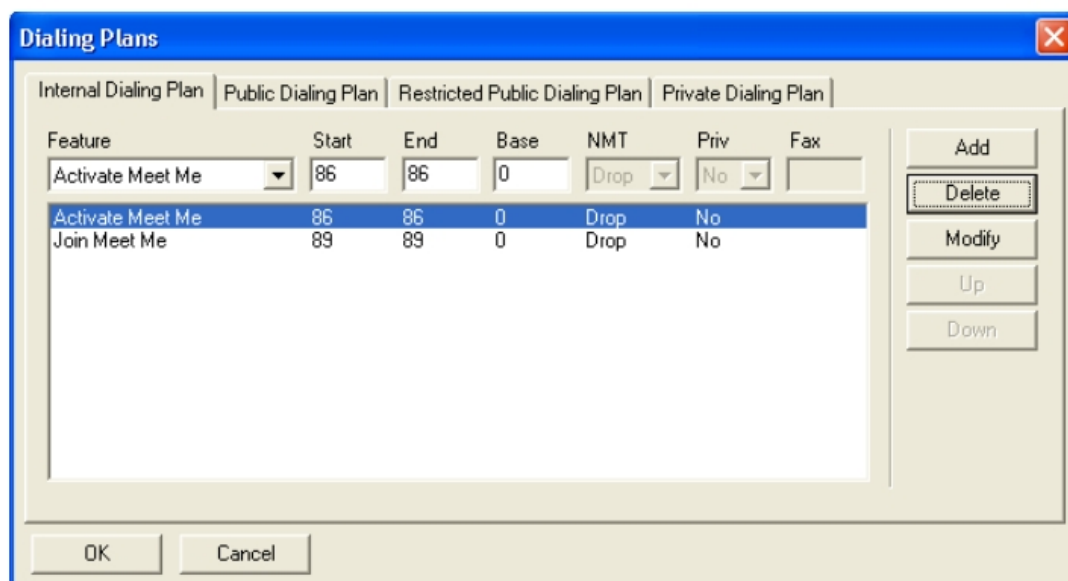 Dialing Plans
Internal Dialing Plan Public Dialing Plan Restricted Public Dialing Plan Private Dialing Plan
Feature Start End Base NMT Priv Fax
Activate Meet Me 86 86 0 Drop No
Activate Meet Me 86 86 0 Drop No
Join Meet Me 89 89 0 Drop No
Add
Delete
Modify
Up
Down
OK Cancel